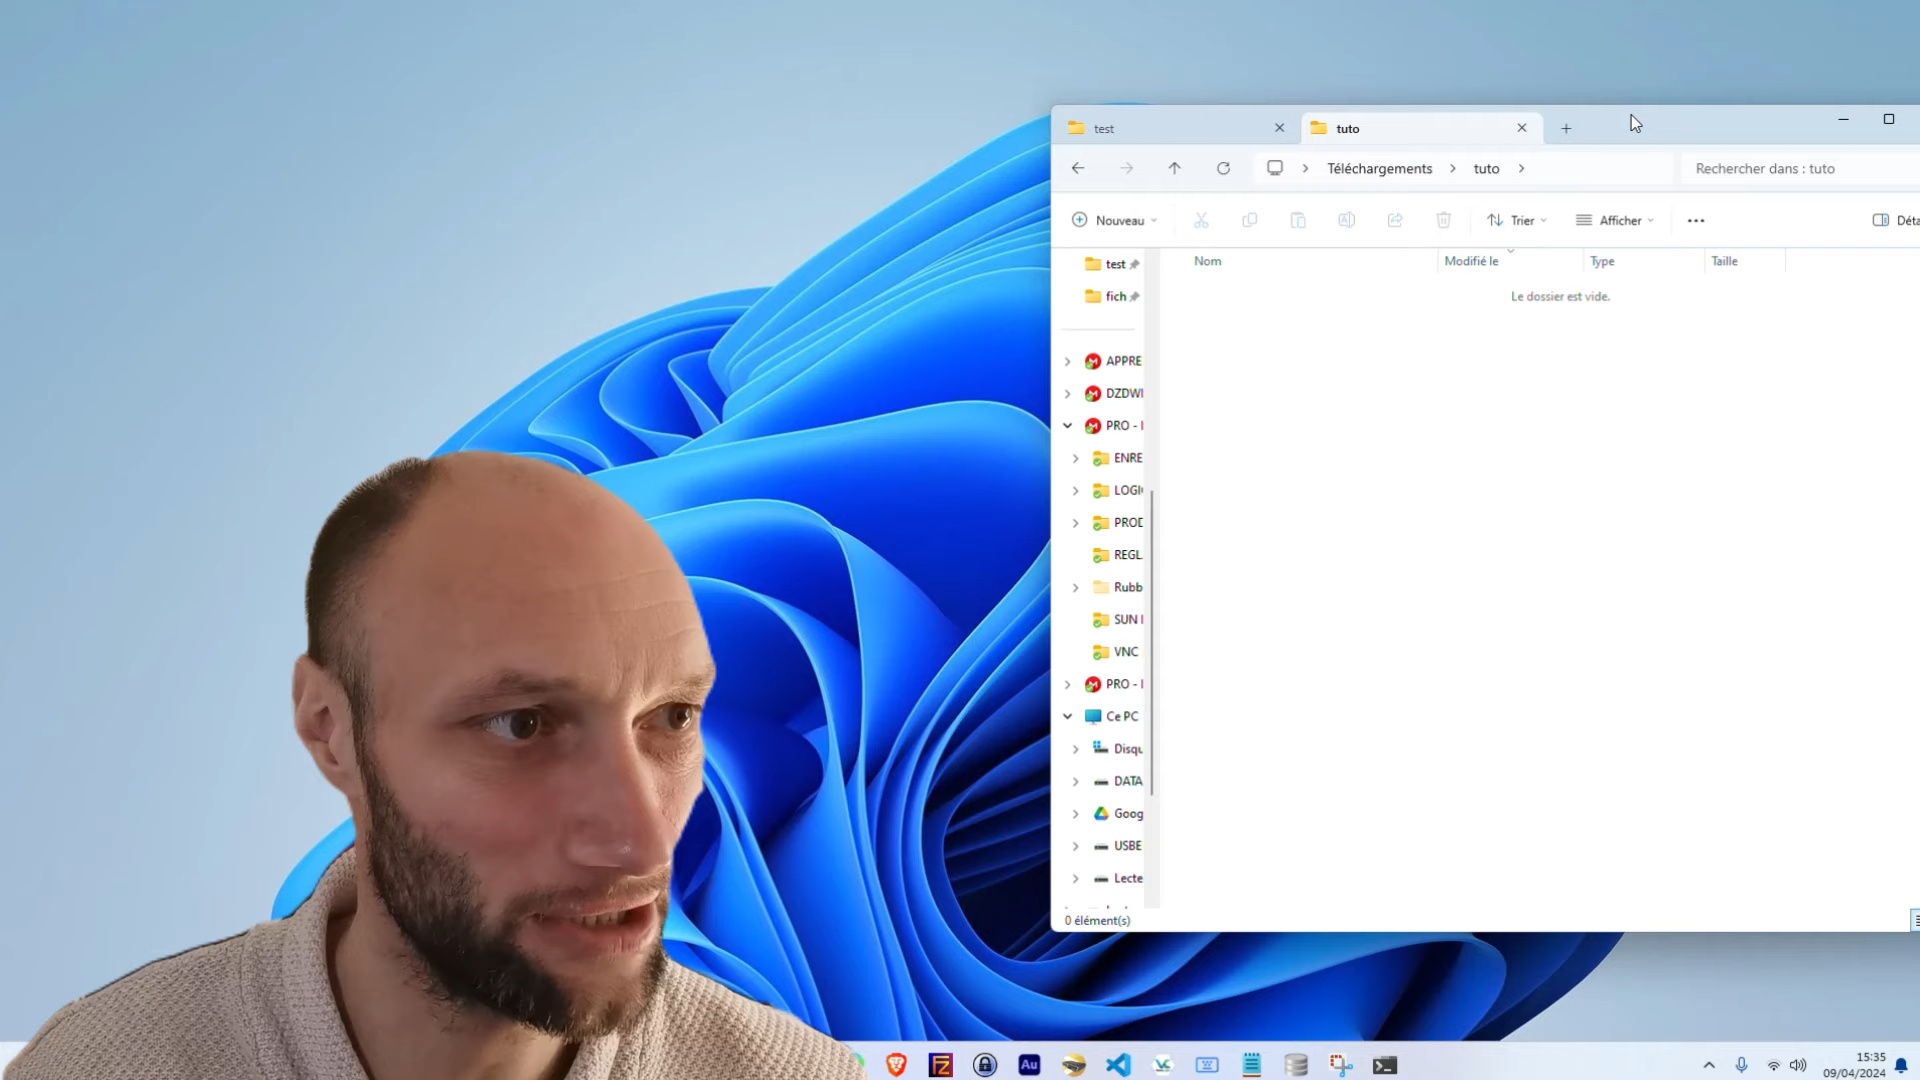 test
tuto
Téléchargements
tuto
Rechercher dans : tuto
Nouveau
Trier
Afficher
Nom
Modifié le
Type
Taille
Le dossier est vide.
test
fich
APPRE
PRO -
ENRE
PROD
REGL
Rubb
SUN
VNC
PRO -
Ce PC
Disqu
DATA
Goog
USBE
Lecte
0 élément(s)
Au
FZ
15:35
09/04/2024